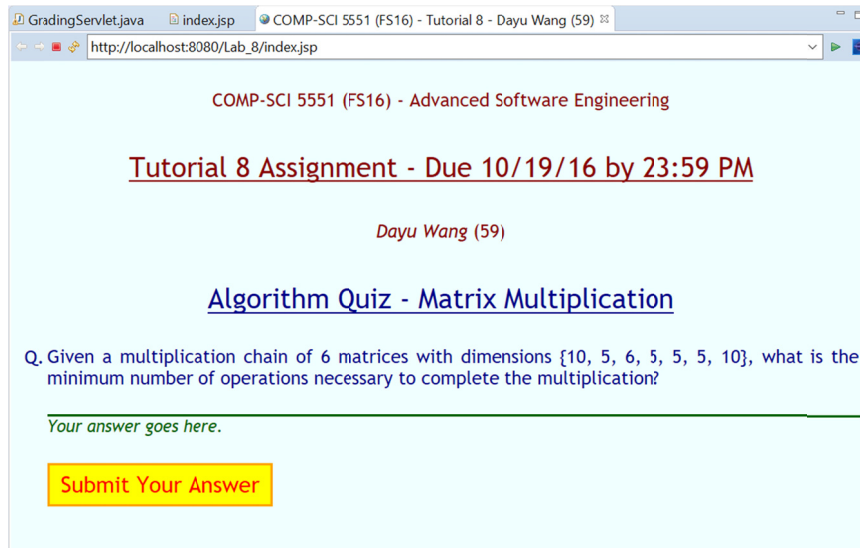 GradingServlet.java index.jsp COMP-SCI 5551 (FS16) - Tutorial 8 - Dayu Wang (59)
http://localhost:8080/Lab_8/index.jsp
COMP-SCI 5551 (FS16) - Advanced Software Engineering
Tutorial 8 Assignment - Due 10/19/16 by 23:59 PM
Dayu Wang (59)
Algorithm Quiz - Matrix Multiplication
Q. Given a multiplication chain of 6 matrices with dimensions {10, 5, 6, 5, 5, 5, 10}, what is the
minimum number of operations necessary to complete the multiplication?
Your answer goes here.
Submit Your Answer